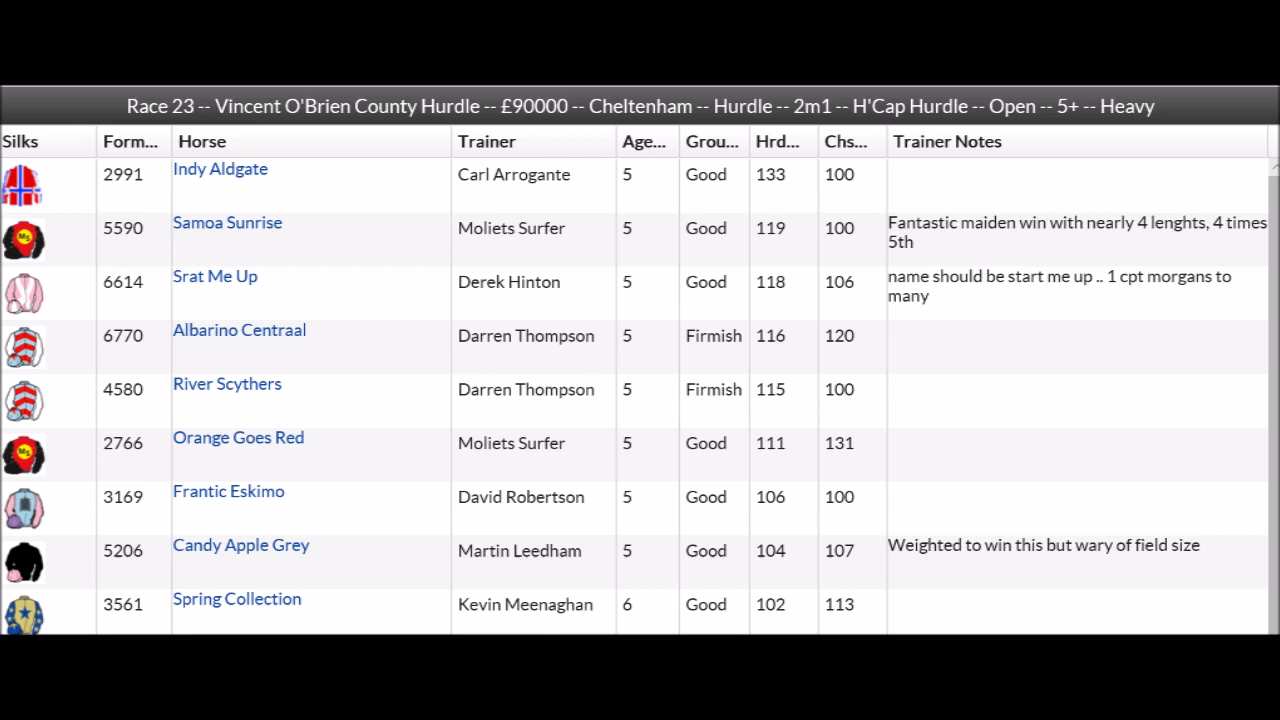 Race 23 -- Vincent O'Brien County Hurdle -- £90000 -- Cheltenham -- Hurdle -- 2m1 -- H'Cap Hurdle -- Open -- 5+ -- Heavy
Silks Form... Horse Trainer Age... Grou... Hrd... Chs... Trainer Notes
2991 Indy Aldgate Carl Arrogante 5 Good 133 100
MS 5590 Samoa Sunrise Moliets Surfer 5 Good 119 100 Fantastic maiden win with nearly 4 lenghts, 4 times
5th
6614 Srat Me Up Derek Hinton 5 Good 118 106 name should be start me up .. 1 cpt morgans to
many
6770 Albarino Centraal Darren Thompson 5 Firmish 116 120
4580 River Scythers Darren Thompson 5 Firmish 115 100
MS 2766 Orange Goes Red Moliets Surfer 5 Good 111 131
3169 Frantic Eskimo David Robertson 5 Good 106 100
5206 Candy Apple Grey Martin Leedham 5 Good 104 107 Weighted to win this but wary of field size
3561 Spring Collection Kevin Meenaghan 6 Good 102 113